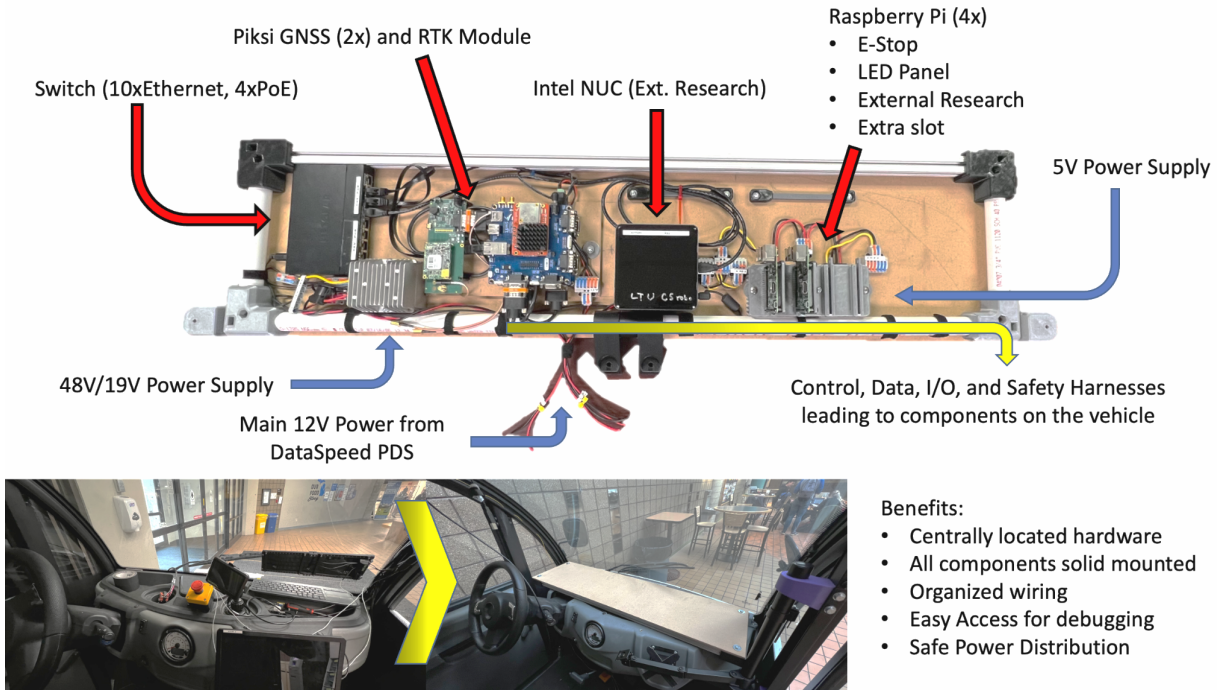 Piksi GNSS (2x) and RTK Module
Switch (10xEthernet, 4xPoE)
Intel NUC (Ext. Research)
Raspberry Pi (4x)
• E-Stop
• LED Panel
• External Research
• Extra slot
5V Power Supply
LTU CS robo
48V/19V Power Supply
Main 12V Power from
DataSpeed PDS
Control, Data, I/O, and Safety Harnesses
leading to components on the vehicle
Benefits:
• Centrally located hardware
• All components solid mounted
• Organized wiring
• Easy Access for debugging
• Safe Power Distribution